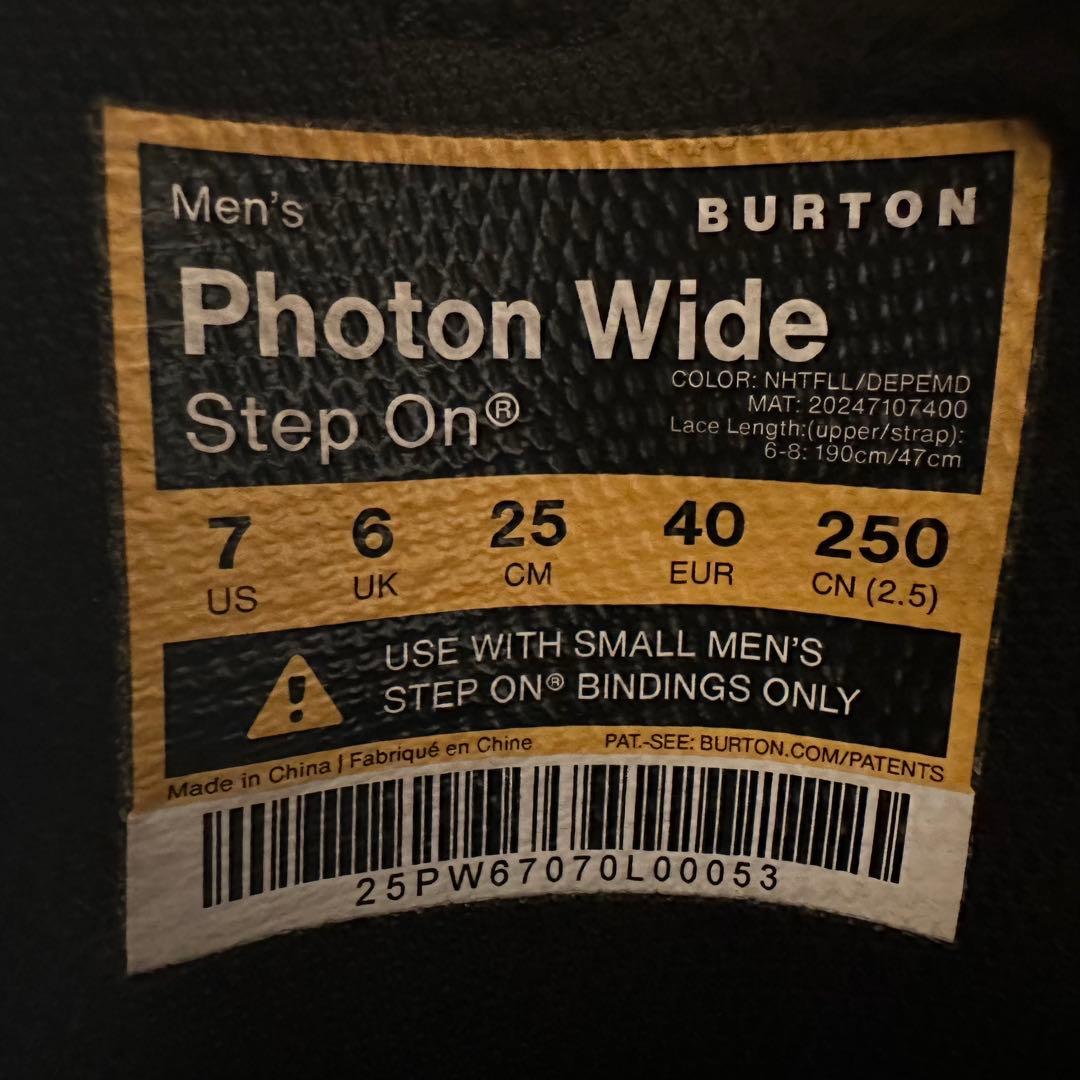 Men's
BURTON
Photon Wide
Step On®
COLOR: NHTFLL/DEPEMD
MAT: 20247107400
Lace Length:(upper/strap):
6-8: 190cm/47cm
7 6 25 40 250
US UK CM EUR CN (2.5)
USE WITH SMALL MEN'S
STEP ON® BINDINGS ONLY
Made in China | Fabriqué en Chine
PAT.-SEE: BURTON.COM/PATENTS
25PW67070L00053